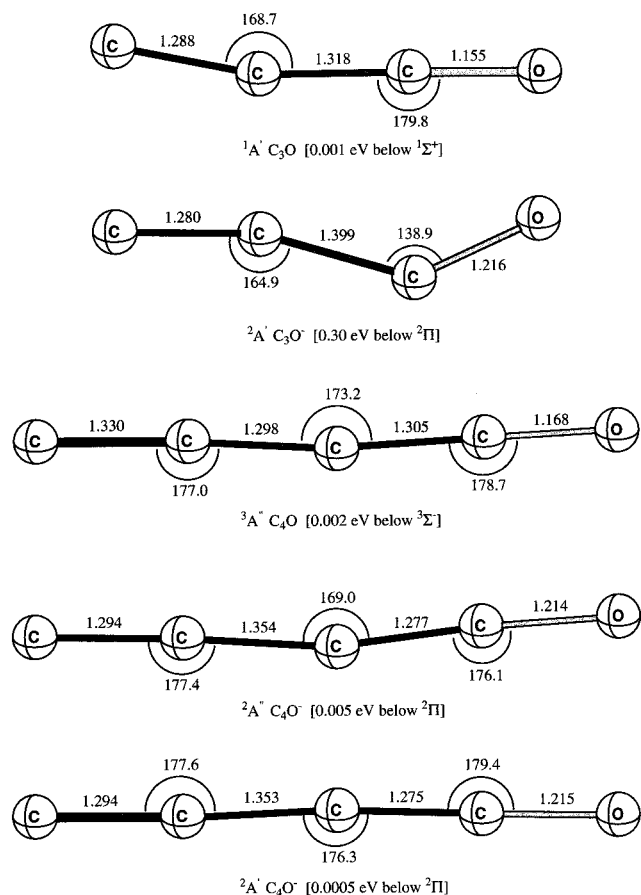 168.7
1.288 1.318 1.155
C C C O
179.8
¹A' C₃O [0.001 eV below ¹Σ⁺]
138.9
1.280 1.399 1.216
C C C O
164.9
²A' C₃O⁻ [0.30 eV below ²Π]
173.2
1.330 1.298 1.305 1.168
C C C C O
177.0 178.7
³A" C₄O [0.002 eV below ³Σ⁻]
169.0
1.294 1.354 1.277 1.214
C C C C O
177.4 176.1
²A" C₄O⁻ [0.005 eV below ²Π]
177.6 179.4
1.294 1.353 1.275 1.215
C C C C O
176.3
²A' C₄O⁻ [0.0005 eV below ²Π]